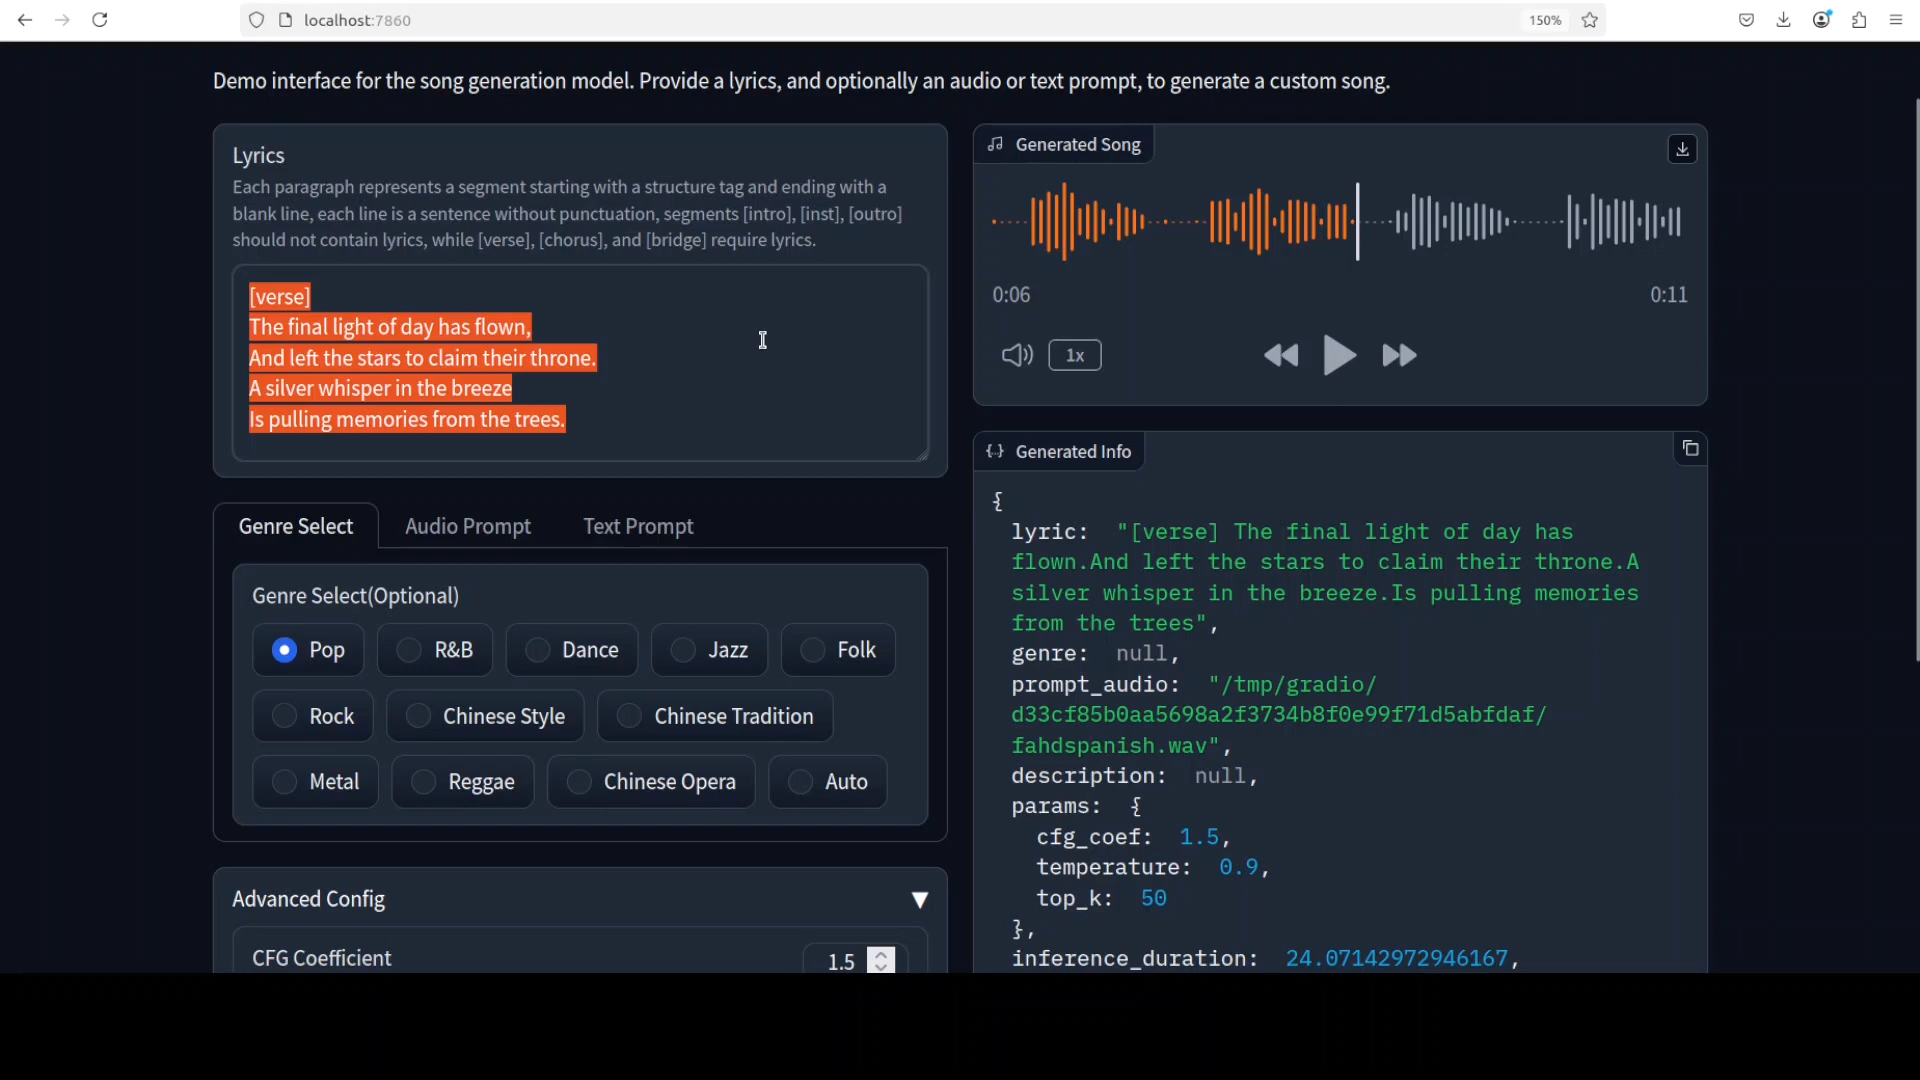 localhost:7860
150%
Demo interface for the song generation model. Provide a lyrics, and optionally an audio or text prompt, to generate a custom song.
Lyrics
Each paragraph represents a segment starting with a structure tag and ending with a
blank line, each line is a sentence without punctuation, segments [intro], [inst], [outro]
should not contain lyrics, while [verse], [chorus], and [bridge] require lyrics.
[verse]
The final light of day has flown,
And left the stars to claim their throne.
A silver whisper in the breeze
Is pulling memories from the trees.
Genre Select
Audio Prompt
Text Prompt
Genre Select(Optional)
Pop
R&B
Dance
Jazz
Folk
Rock
Chinese Style
Chinese Tradition
Metal
Reggae
Chinese Opera
Auto
Advanced Config
▼
CFG Coefficient
1.5
Generated Song
0:06
0:11
1x
Generated Info
{
lyric: "[verse] The final light of day has
flown.And left the stars to claim their throne.A
silver whisper in the breeze.Is pulling memories
from the trees",
genre: null,
prompt_audio: "/tmp/gradio/
d33cf85b0aa5698a2f3734b8f0e99f71d5abfdaf/
fahdspanish.wav",
description: null,
params: {
cfg_coef: 1.5,
temperature: 0.9,
top_k: 50
},
inference_duration: 24.07142972946167,